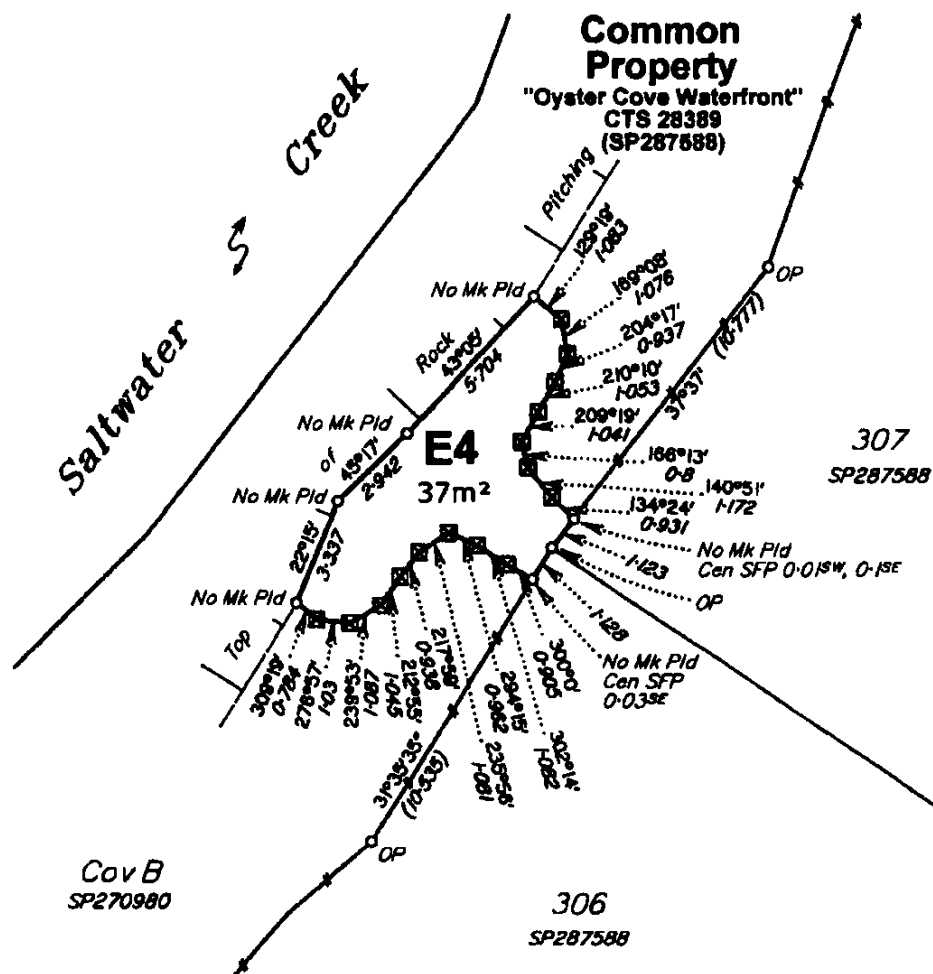 Common
Property
"Oyster Cove Waterfront"
CTS 28389
(SP287588)
Saltwater Creek
Pitching
129°19'
1·083
No Mk Pld
169°08'
1·076
OP
204°17'
0·937
(10·777)
37°37'
Rock
43°05'
5·704
210°10'
1·053
209°19'
1·041
No Mk Pld
E4
37m²
307
SP287588
of
45°17'
2·942
166°13'
0·8
140°51'
1·172
No Mk Pld
134°24'
0·931
22°15'
3·337
No Mk Pld
Cen SFP 0·01SW, 0·1SE
1·123
OP
No Mk Pld
Top
1·128
No Mk Pld
Cen SFP
0·03SE
309°19'
0·784
276°57'
1·03
239°53'
1·087
212°55'
1·045
217°59'
0·938
235°56'
1·081
294°15'
0·962
302°14'
1·082
300°0'
0·905
31°35'35"
(10·535)
OP
Cov B
SP270980
306
SP287588